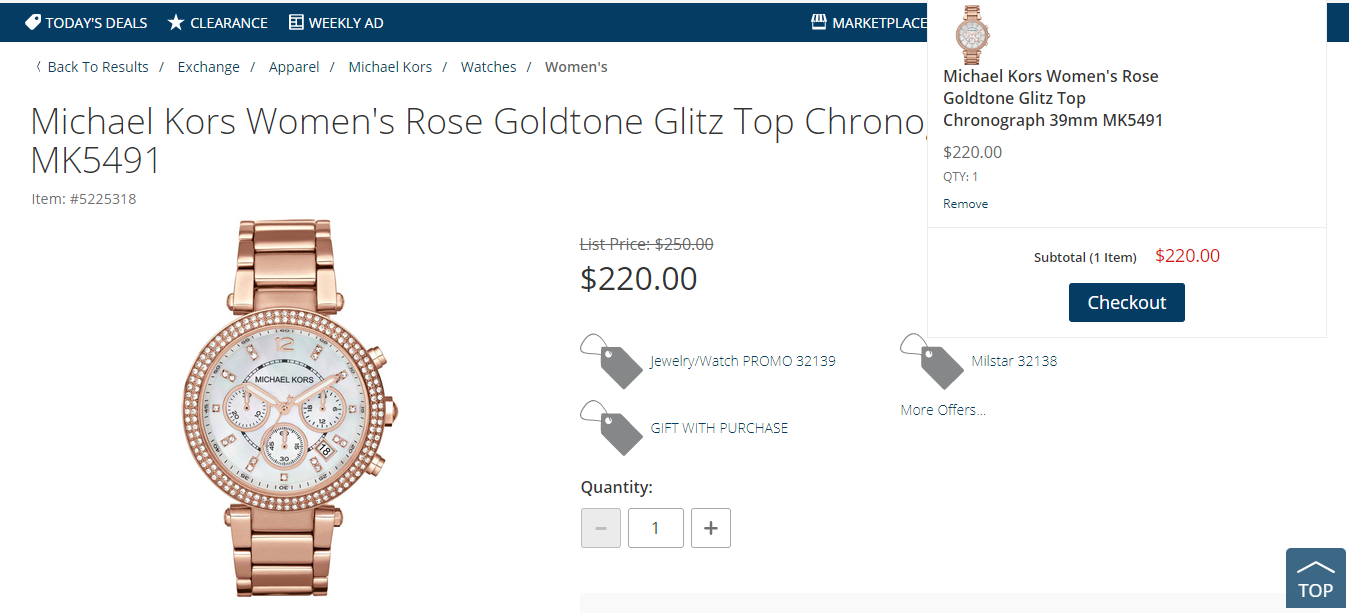 TODAY'S DEALS CLEARANCE WEEKLY AD MARKETPLACE
〈 Back To Results / Exchange / Apparel / Michael Kors / Watches / Women's
Michael Kors Women's Rose Goldtone Glitz Top Chrono
MK5491
Item: #5225318
MICHAEL KORS
12
18
List Price: $250.00
$220.00
Jewelry/Watch PROMO 32139
Milstar 32138
GIFT WITH PURCHASE
More Offers...
Quantity:
− 1 +
Michael Kors Women's Rose
Goldtone Glitz Top
Chronograph 39mm MK5491
$220.00
QTY: 1
Remove
Subtotal (1 Item) $220.00
Checkout
TOP